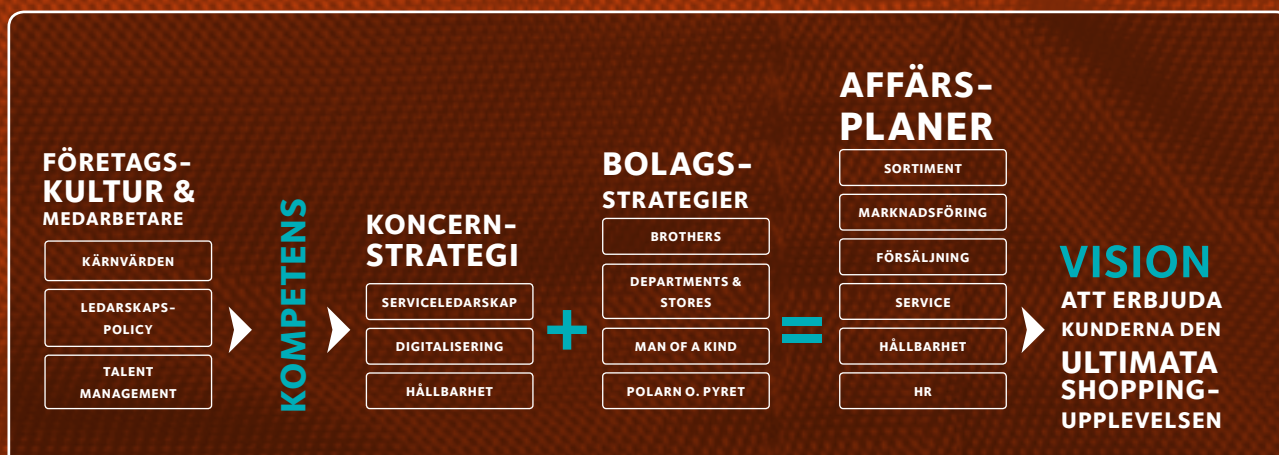 FÖRETAGS-
KULTUR &
MEDARBETARE
KÄRNVÄRDEN
LEDARSKAPS-
POLICY
TALENT
MANAGEMENT
KOMPETENS
KONCERN-
STRATEGI
SERVICELEDARSKAP
DIGITALISERING
HÅLLBARHET
+
BOLAGS-
STRATEGIER
BROTHERS
DEPARTMENTS &
STORES
MAN OF A KIND
POLARN O. PYRET
=
AFFÄRS-
PLANER
SORTIMENT
MARKNADSFÖRING
FÖRSÄLJNING
SERVICE
HÅLLBARHET
HR
VISION
ATT ERBJUDA
KUNDERNA DEN
ULTIMATA
SHOPPING-
UPPLEVELSEN